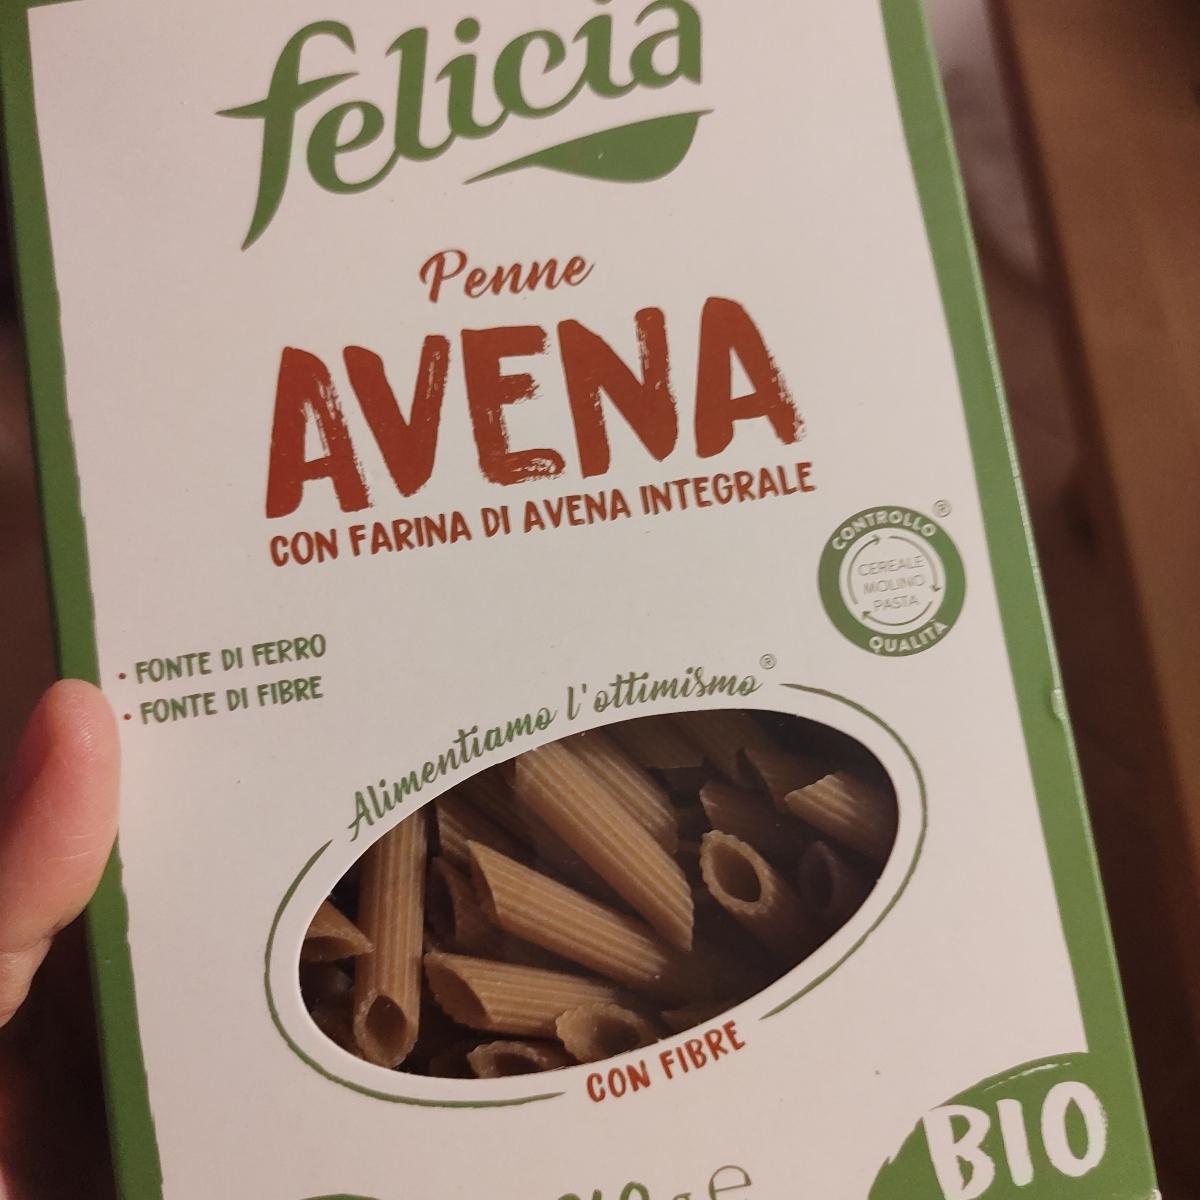 felicia
Penne
AVENA
CON FARINA DI AVENA INTEGRALE
CONTROLLO ®
CEREALE
MOLINO
PASTA
QUALITÀ
• FONTE DI FERRO
• FONTE DI FIBRE
Alimentiamo l'ottimismo®
CON FIBRE
BIO
g e